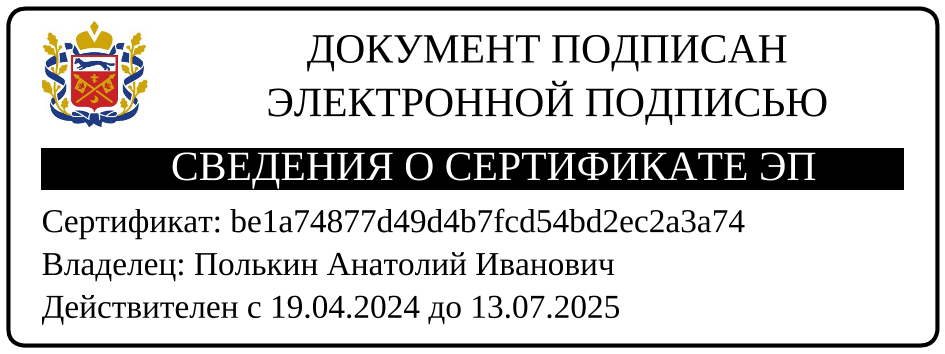 ДОКУМЕНТ ПОДПИСАН
ЭЛЕКТРОННОЙ ПОДПИСЬЮ
СВЕДЕНИЯ О СЕРТИФИКАТЕ ЭП
Сертификат: be1a74877d49d4b7fcd54bd2ec2a3a74
Владелец: Полькин Анатолий Иванович
Действителен с 19.04.2024 до 13.07.2025